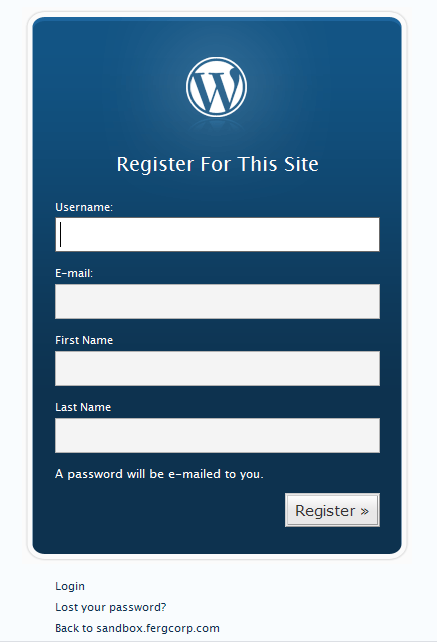 Register For This Site
Username:
E-mail:
First Name
Last Name
A password will be e-mailed to you.
Register »
Login
Lost your password?
Back to sandbox.fergcorp.com